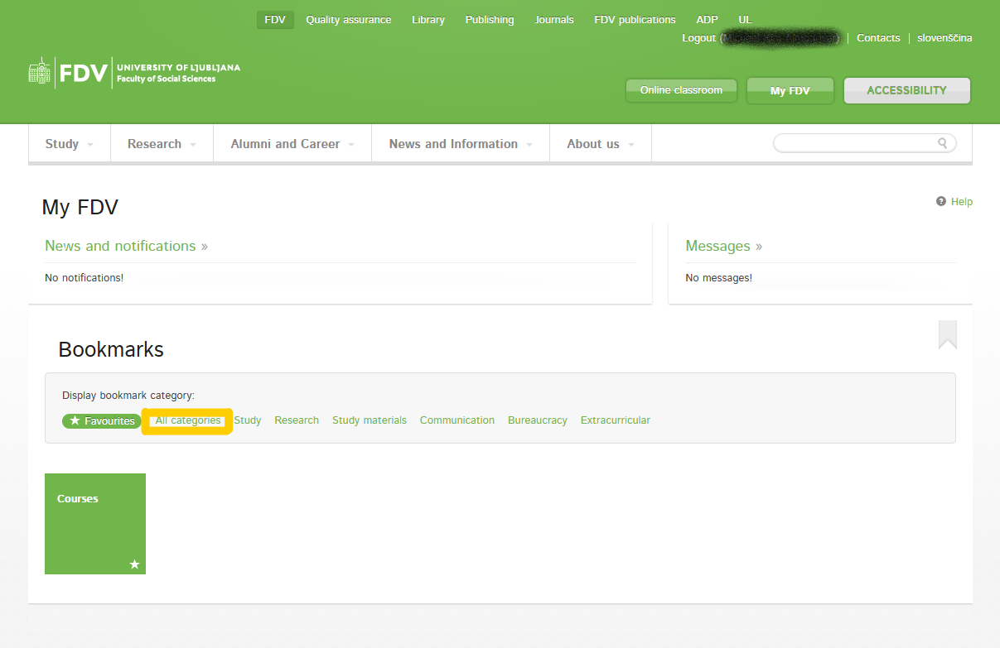 FDV Quality assurance Library Publishing Journals FDV publications ADP UL
Logout Contacts slovenščina
FDV UNIVERSITY OF LJUBLJANA
Faculty of Social Sciences
Online classroom My FDV ACCESSIBILITY
Study Research Alumni and Career News and Information About us
My FDV
Help
News and notifications »
No notifications!
Messages »
No messages!
Bookmarks
Display bookmark category:
Favourites All categories Study Research Study materials Communication Bureaucracy Extracurricular
Courses